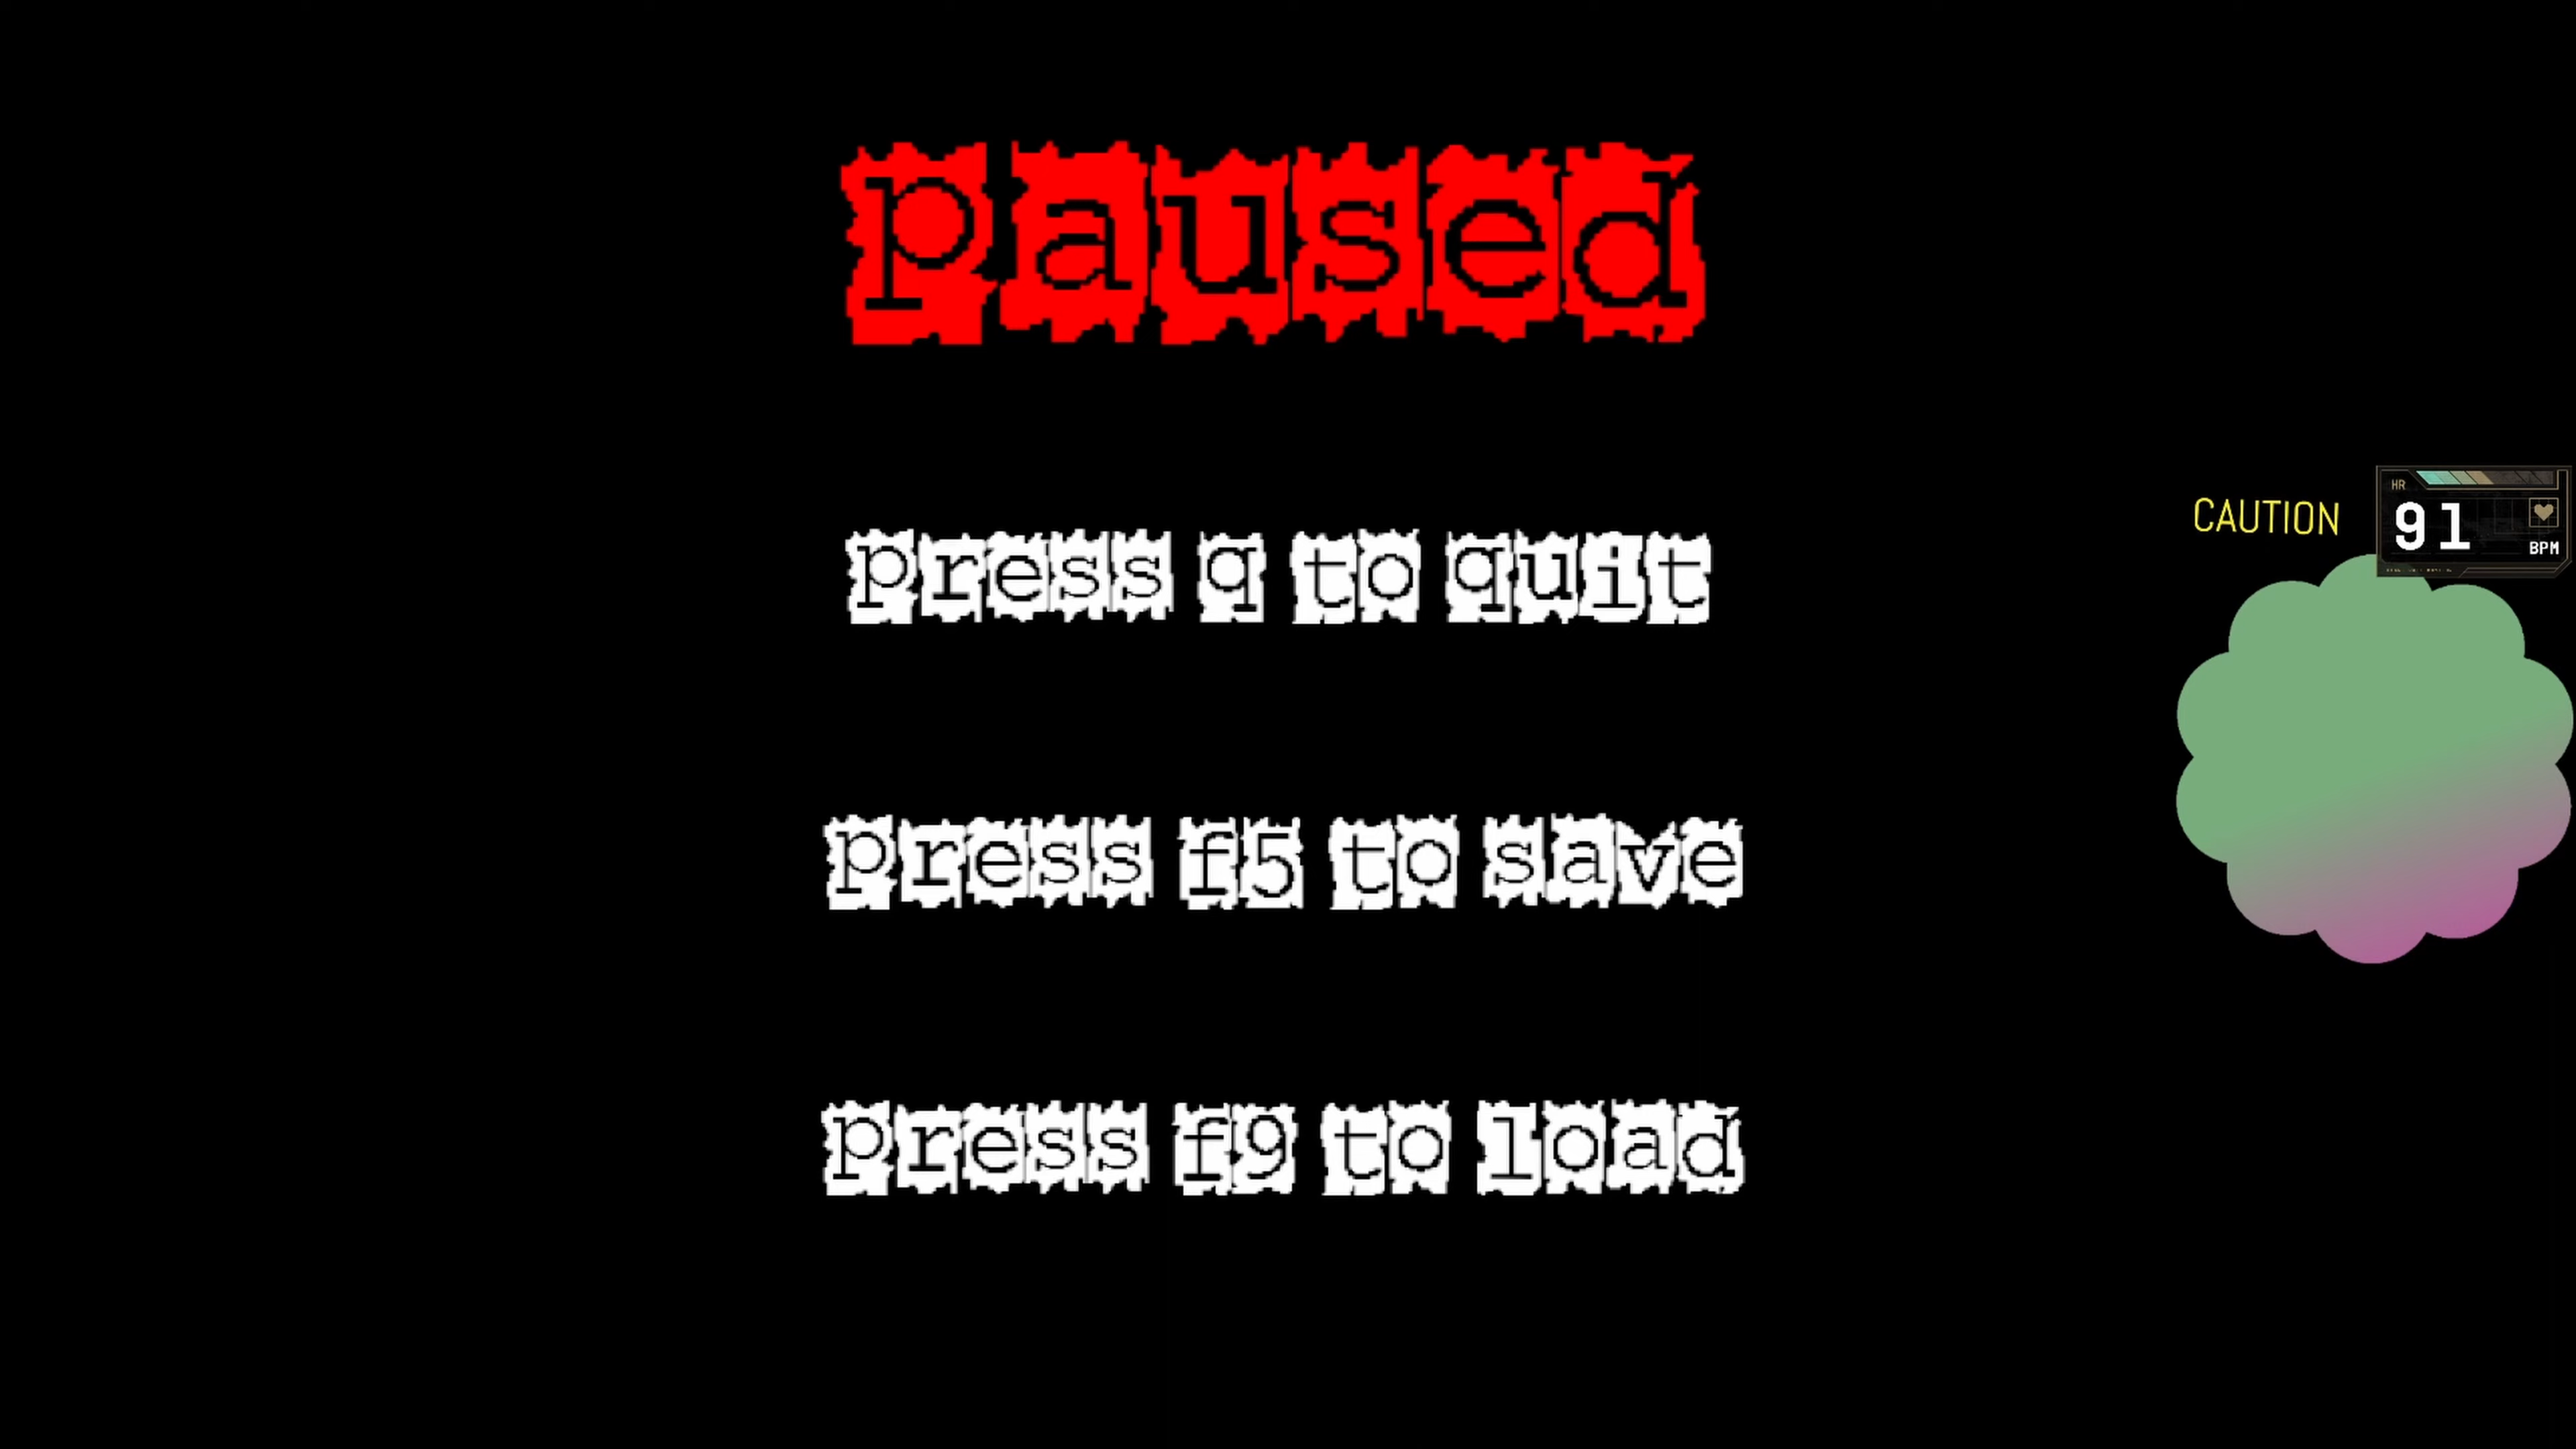 paused
press q to quit
CAUTION
HR
91
BPM
press f5 to save
press f9 to load